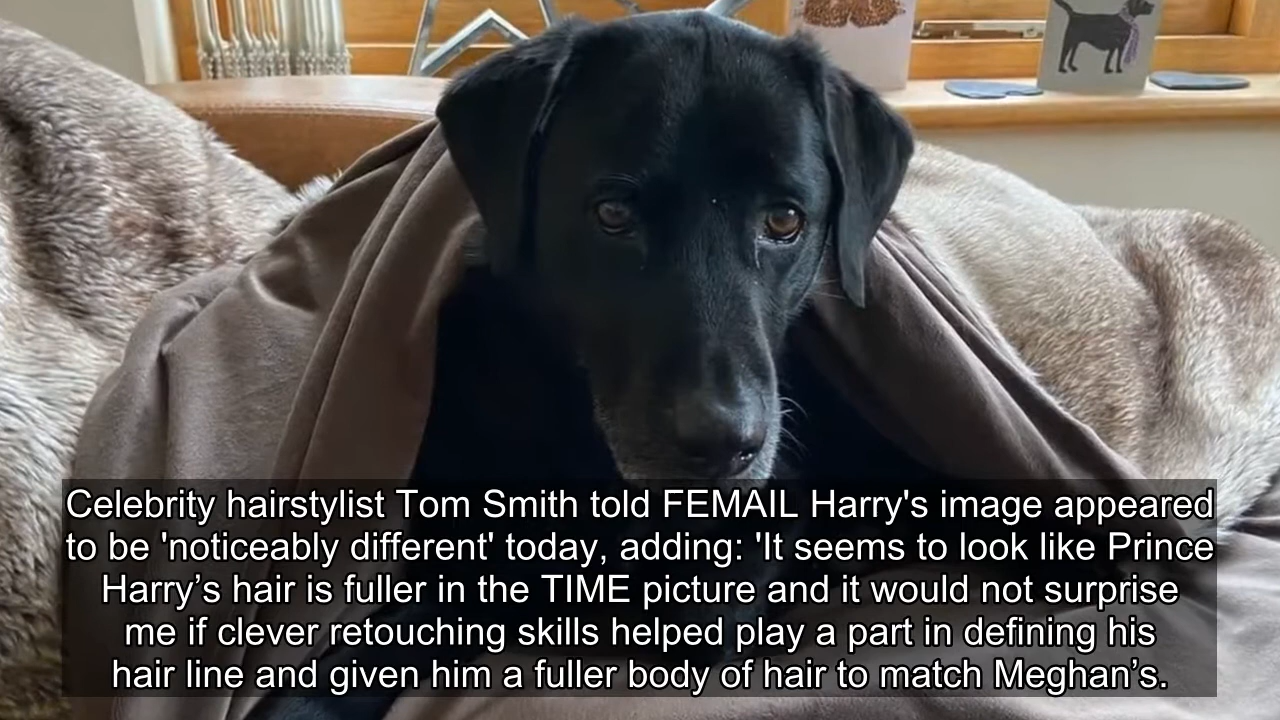 Celebrity hairstylist Tom Smith told FEMAIL Harry's image appeared
to be 'noticeably different' today, adding: 'It seems to look like Prince
Harry’s hair is fuller in the TIME picture and it would not surprise
me if clever retouching skills helped play a part in defining his
hair line and given him a fuller body of hair to match Meghan’s.